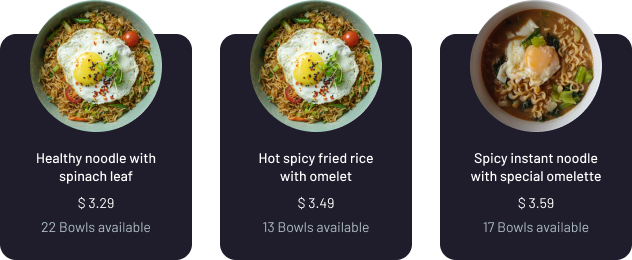 Healthy noodle with
spinach leaf
$ 3.29
22 Bowls available
Hot spicy fried rice
with omelet
$ 3.49
13 Bowls available
Spicy instant noodle
with special omelette
$ 3.59
17 Bowls available